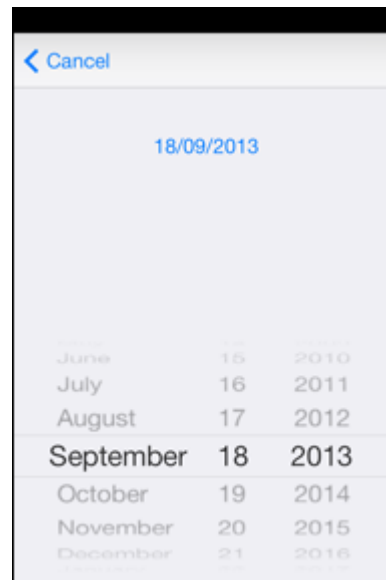 Cancel
18/09/2013
June 15 2010
July 16 2011
August 17 2012
September 18 2013
October 19 2014
November 20 2015
December 21 2016